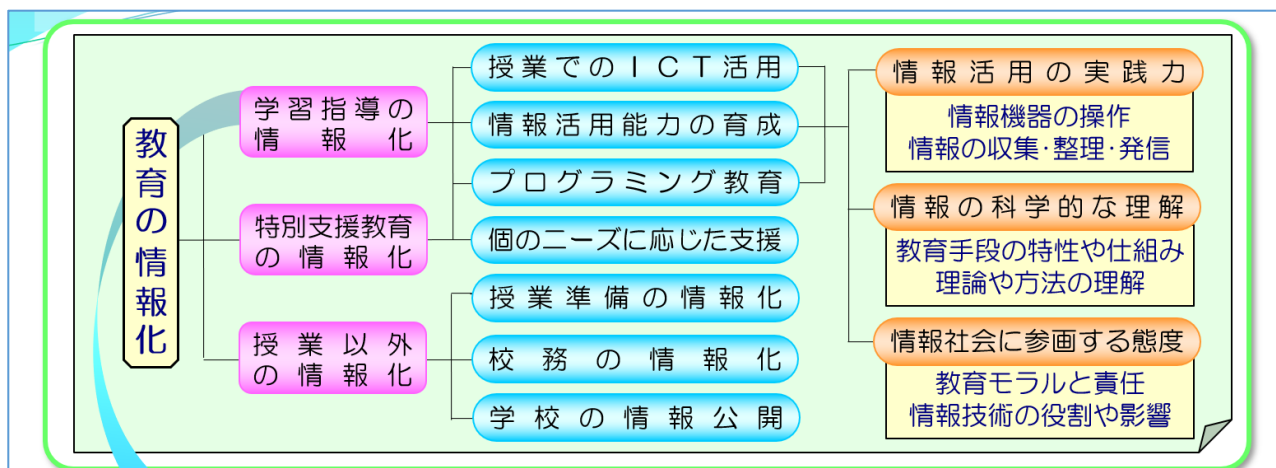 教育の情報化
学習指導の
情報化
特別支援教育
の情報化
授業以外
の情報化
授業でのＩＣＴ活用
情報活用能力の育成
プログラミング教育
個のニーズに応じた支援
授業準備の情報化
校務の情報化
学校の情報公開
情報活用の実践力
情報機器の操作
情報の収集･整理･発信
情報の科学的な理解
教育手段の特性や仕組み
理論や方法の理解
情報社会に参画する態度
教育モラルと責任
情報技術の役割や影響